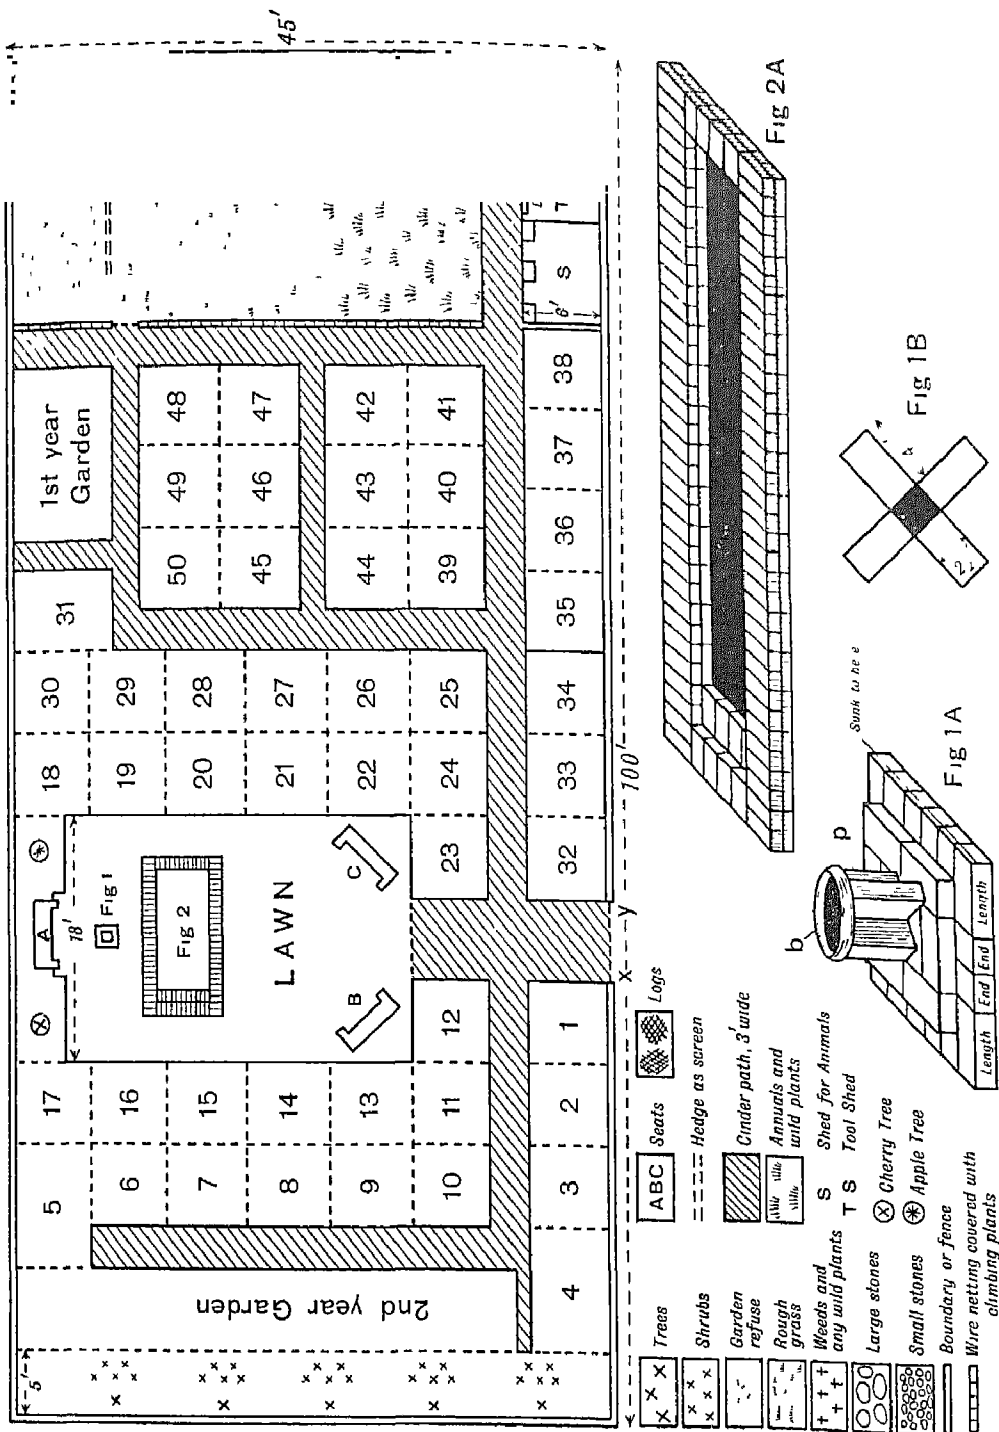 45'
1st year
Garden
48
47
42
41
38
49
46
43
40
37
50
45
44
39
36
31
35
S
6'
30
29
28
27
26
25
34
18
19
20
21
22
24
33
23
32
A
18'
Fig 1
Fig 2
LAWN
B
C
12
1
17
16
15
14
13
11
2
5
6
7
8
9
10
3
2nd year Garden
4
5'
x
y
100'
Trees
Shrubs
Garden
refuse
Rough
grass
Weeds and
any wild plants
Large stones
Small stones
Boundary or fence
Wire netting covered with
climbing plants
ABC Seats
Logs
Hedge as screen
Cinder path, 3' wide
Annuals and
wild plants
S Shed for Animals
T S Tool Shed
Cherry Tree
Apple Tree
b
p
Sunk to he e
Length
End
End
Length
Fig 1A
Fig 1B
Fig 2A